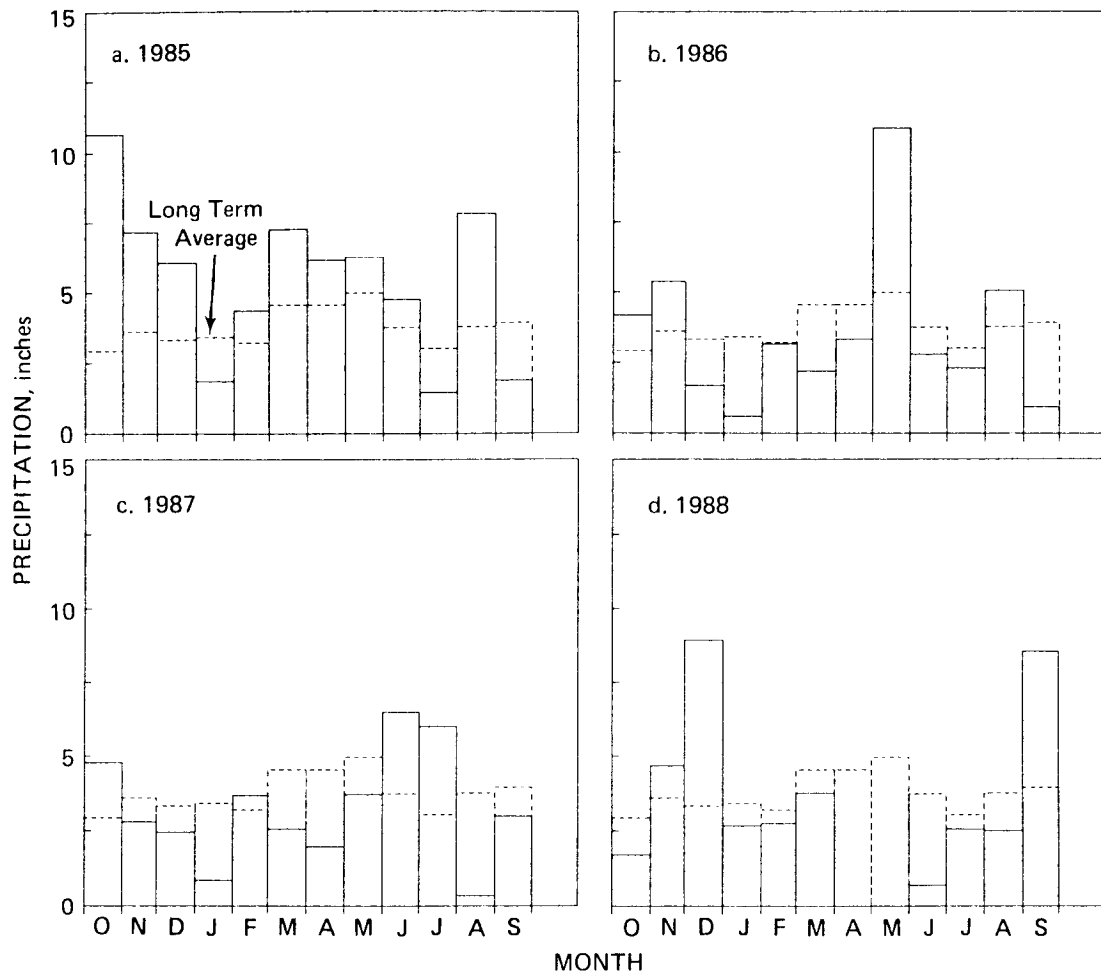 15
a. 1985
b. 1986
10
Long Term
Average
5
0
PRECIPITATION, inches
15
c. 1987
d. 1988
10
5
0
O N D J F M A M J J A S
O N D J F M A M J J A S
MONTH